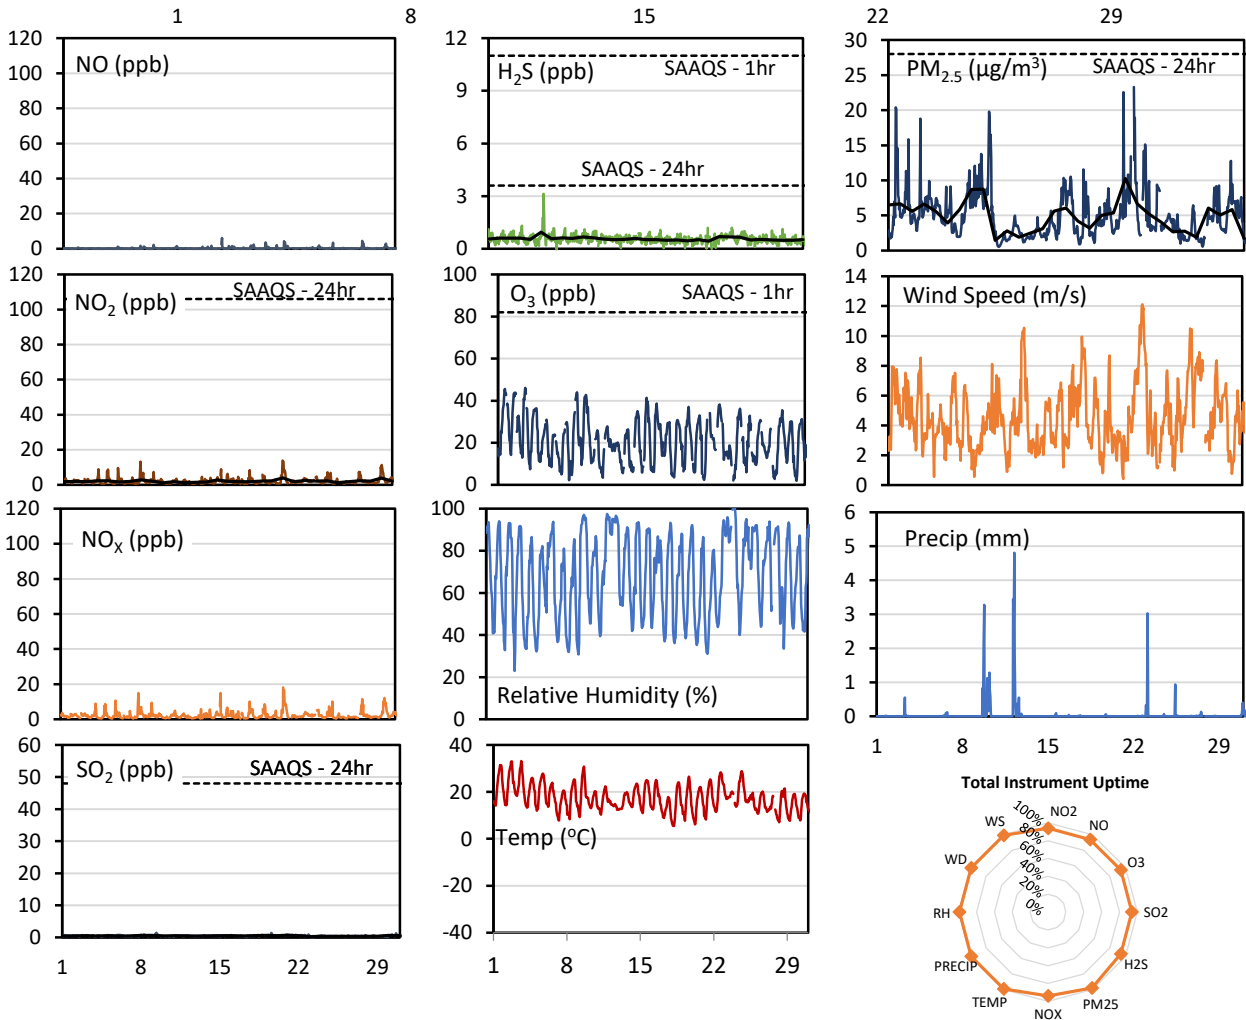 1 8 15 22 29
NO (ppb)
120
100
80
60
40
20
0
H2S (ppb)
SAAQS - 1hr
SAAQS - 24hr
12
9
6
3
0
PM2.5 (µg/m³)
SAAQS - 24hr
30
25
20
15
10
5
0
NO2 (ppb)
SAAQS - 24hr
120
100
80
60
40
20
0
O3 (ppb)
SAAQS - 1hr
100
80
60
40
20
0
Wind Speed (m/s)
14
12
10
8
6
4
2
0
NOX (ppb)
120
100
80
60
40
20
0
100
80
60
40
20
0
Relative Humidity (%)
Precip (mm)
6
5
4
3
2
1
0
1 8 15 22 29
SO2 (ppb)
SAAQS - 24hr
60
50
40
30
20
10
0
1 8 15 22 29
40
20
0
-20
-40
Temp (°C)
1 8 15 22 29
Total Instrument Uptime
100%
80%
60%
40%
20%
0%
NO2
NO
O3
SO2
H2S
PM25
NOX
TEMP
PRECIP
RH
WD
WS